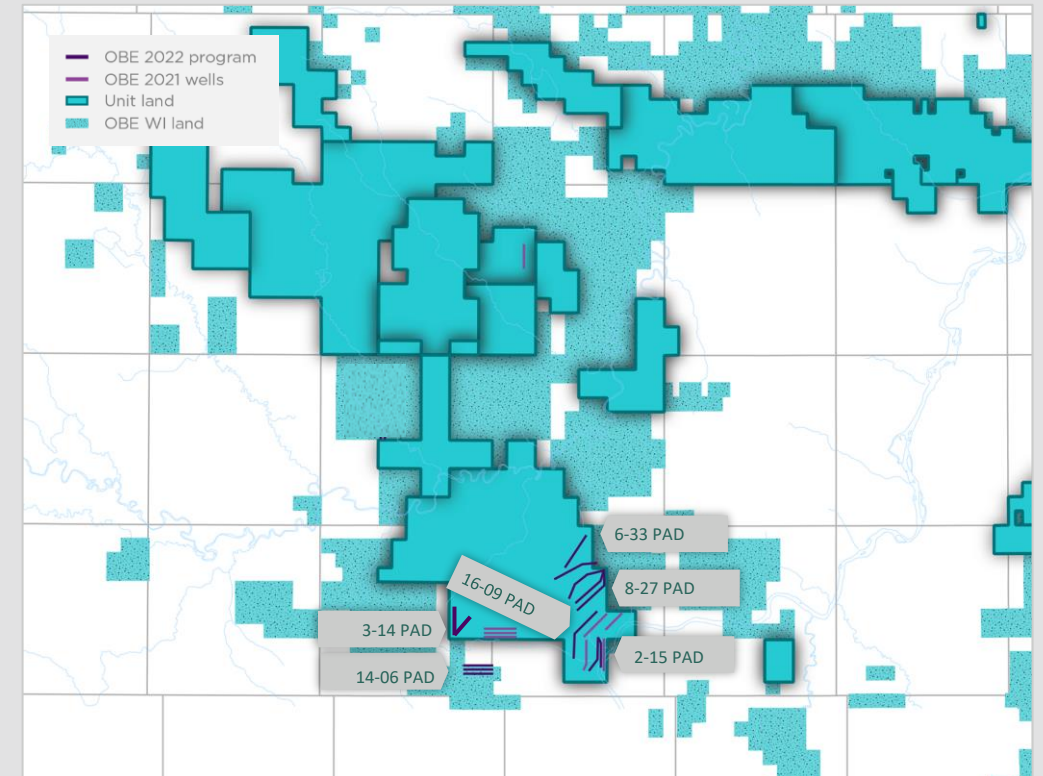 OBE 2022 program
OBE 2021 wells
Unit land
OBE WI land
6-33 PAD
16-09 PAD
8-27 PAD
3-14 PAD
2-15 PAD
14-06 PAD